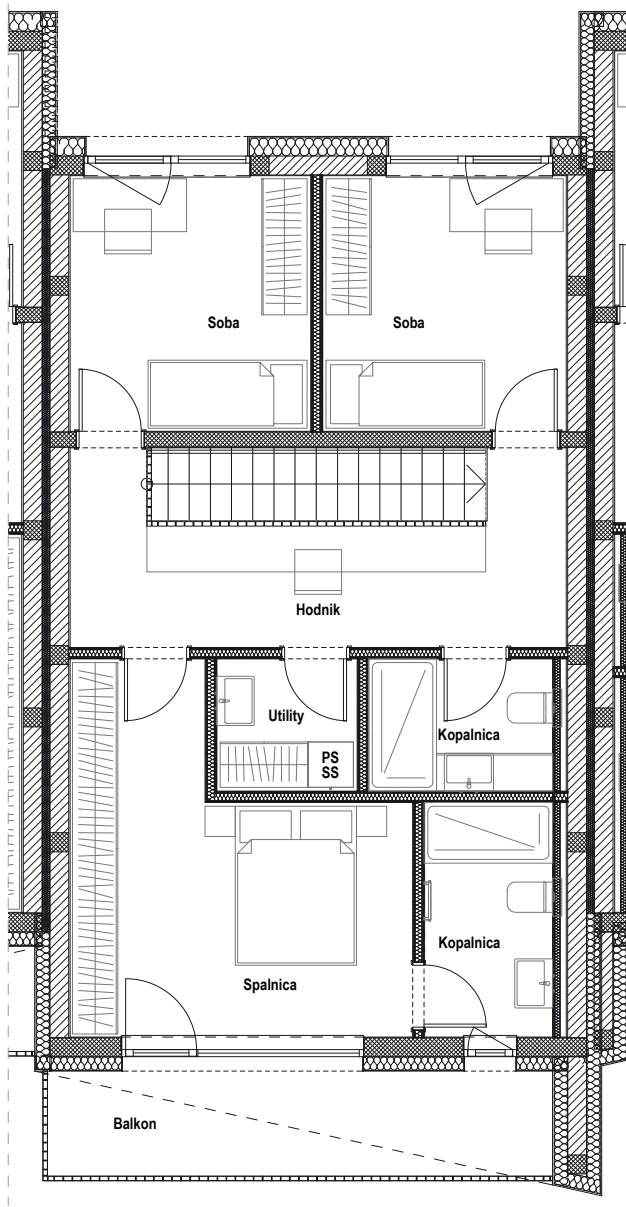 Soba
Soba
Hodnik
Utility
PS
SS
Kopalnica
Kopalnica
Spalnica
Balkon